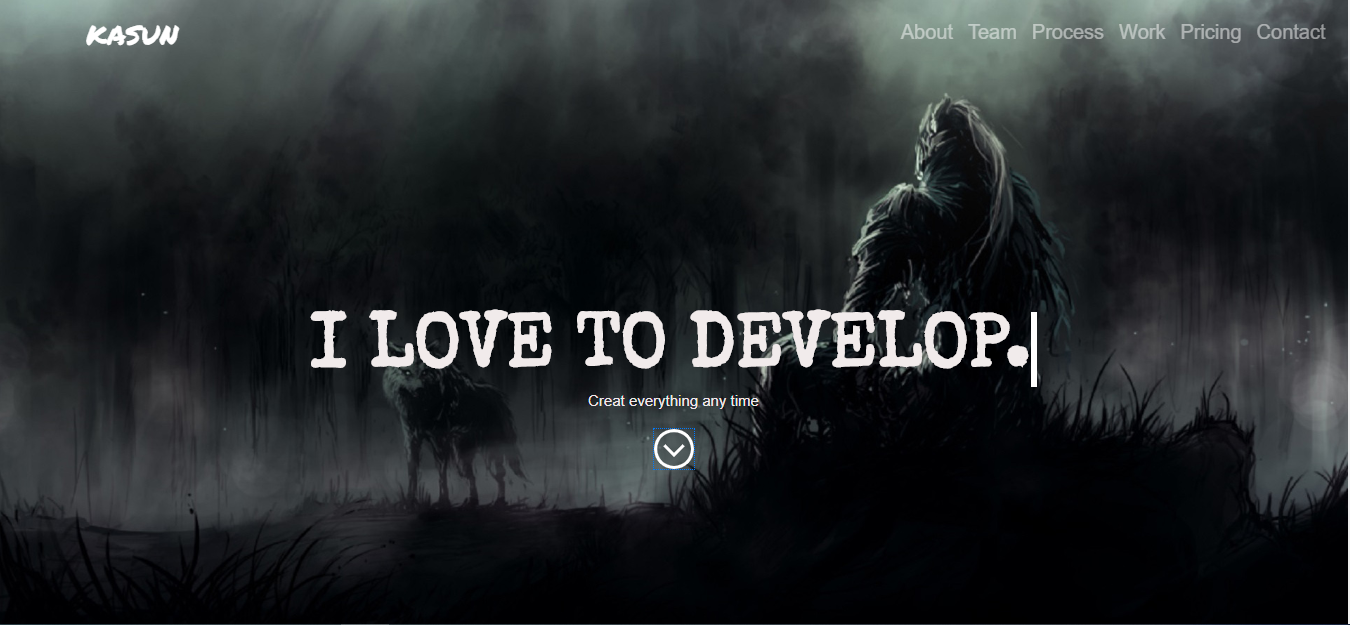 KASUN
About Team Process Work Pricing Contact
I LOVE TO DEVELOP.
Creat everything any time